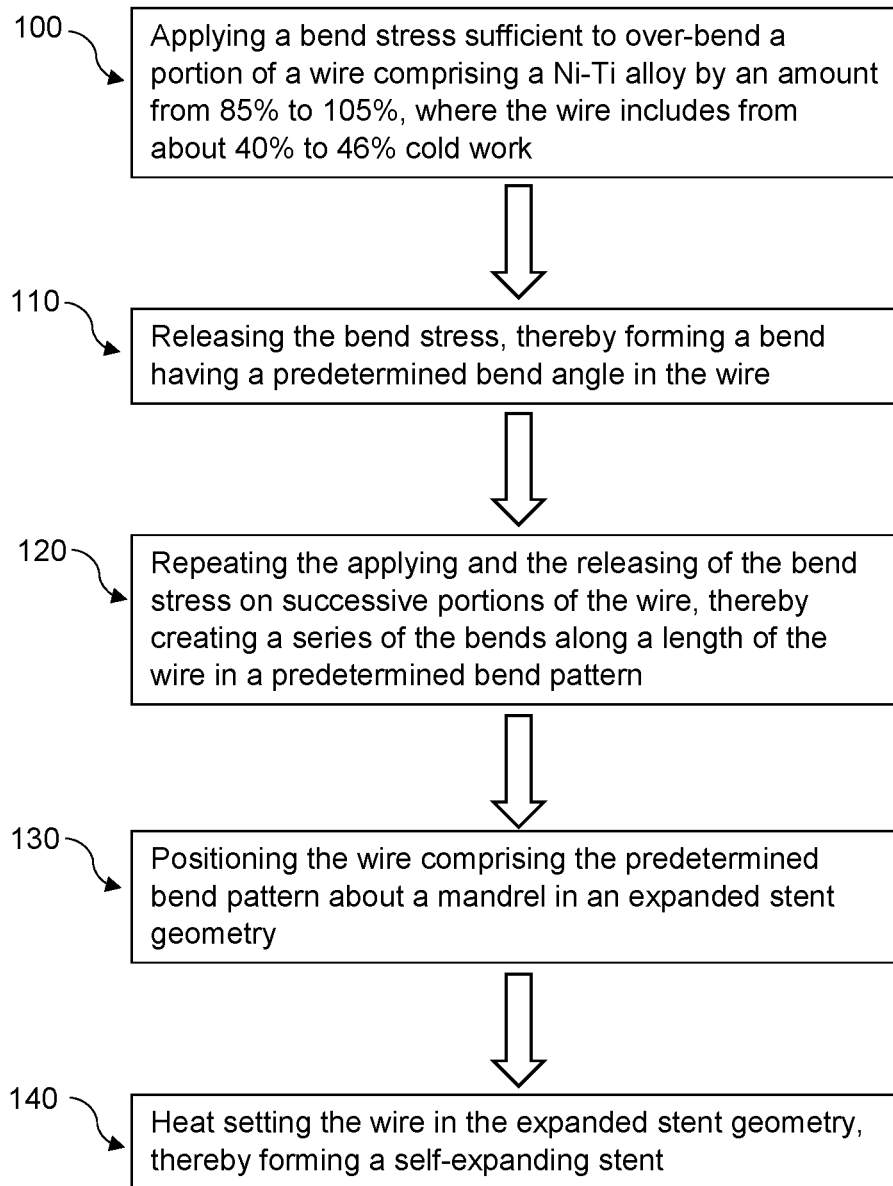 100
Applying a bend stress sufficient to over-bend a
portion of a wire comprising a Ni-Ti alloy by an amount
from 85% to 105%, where the wire includes from
about 40% to 46% cold work
110
Releasing the bend stress, thereby forming a bend
having a predetermined bend angle in the wire
120
Repeating the applying and the releasing of the bend
stress on successive portions of the wire, thereby
creating a series of the bends along a length of the
wire in a predetermined bend pattern
130
Positioning the wire comprising the predetermined
bend pattern about a mandrel in an expanded stent
geometry
140
Heat setting the wire in the expanded stent geometry,
thereby forming a self-expanding stent